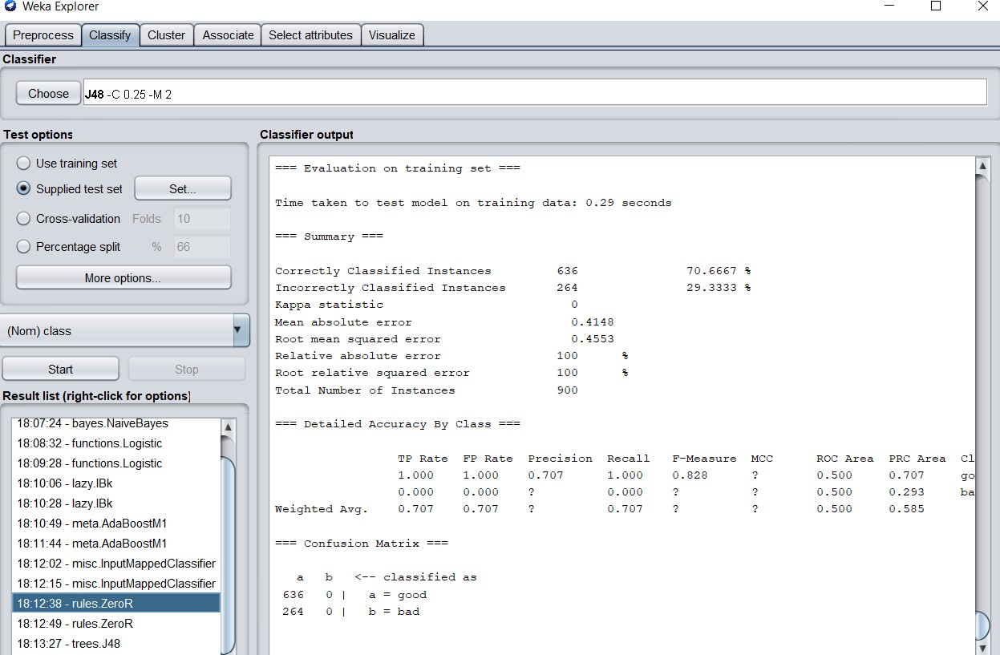 Weka Explorer
Preprocess Classify Cluster Associate Select attributes Visualize
Classifier
Choose J48 -C 0.25 -M 2
Test options
Use training set
Supplied test set Set...
Cross-validation Folds 10
Percentage split % 66
More options...
(Nom) class
Start Stop
Result list (right-click for options)
18:07:24 - bayes.NaiveBayes
18:08:32 - functions.Logistic
18:09:28 - functions.Logistic
18:10:06 - lazy.IBk
18:10:28 - lazy.IBk
18:10:49 - meta.AdaBoostM1
18:11:44 - meta.AdaBoostM1
18:12:02 - misc.InputMappedClassifier
18:12:15 - misc.InputMappedClassifier
18:12:38 - rules.ZeroR
18:12:49 - rules.ZeroR
18:13:27 - trees.J48
Classifier output
=== Evaluation on training set ===
Time taken to test model on training data: 0.29 seconds
=== Summary ===
Correctly Classified Instances 636 70.6667 %
Incorrectly Classified Instances 264 29.3333 %
Kappa statistic 0
Mean absolute error 0.4148
Root mean squared error 0.4553
Relative absolute error 100 %
Root relative squared error 100 %
Total Number of Instances 900
=== Detailed Accuracy By Class ===
TP Rate FP Rate Precision Recall F-Measure MCC ROC Area PRC Area Cl
1.000 1.000 0.707 1.000 0.828 ? 0.500 0.707 go
0.000 0.000 ? 0.000 ? ? 0.500 0.293 ba
Weighted Avg. 0.707 0.707 ? 0.707 ? ? 0.500 0.585
=== Confusion Matrix ===
a b <-- classified as
636 0 | a = good
264 0 | b = bad